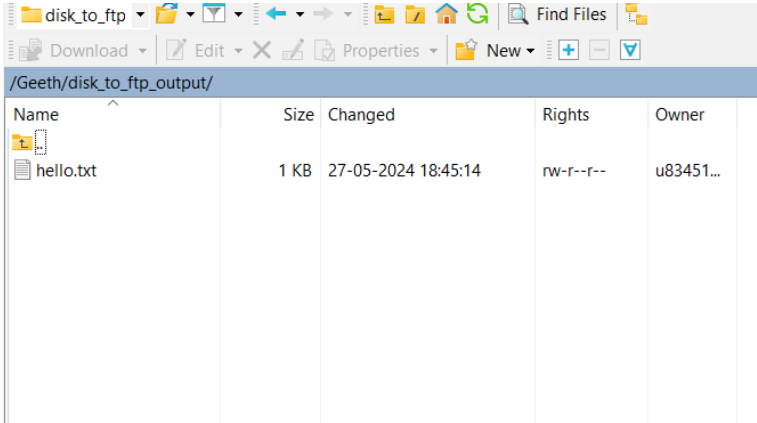 disk_to_ftp Find Files
Download Edit Properties New
/Geeth/disk_to_ftp_output/
Name Size Changed Rights Owner
..
hello.txt 1 KB 27-05-2024 18:45:14 rw-r--r-- u83451...